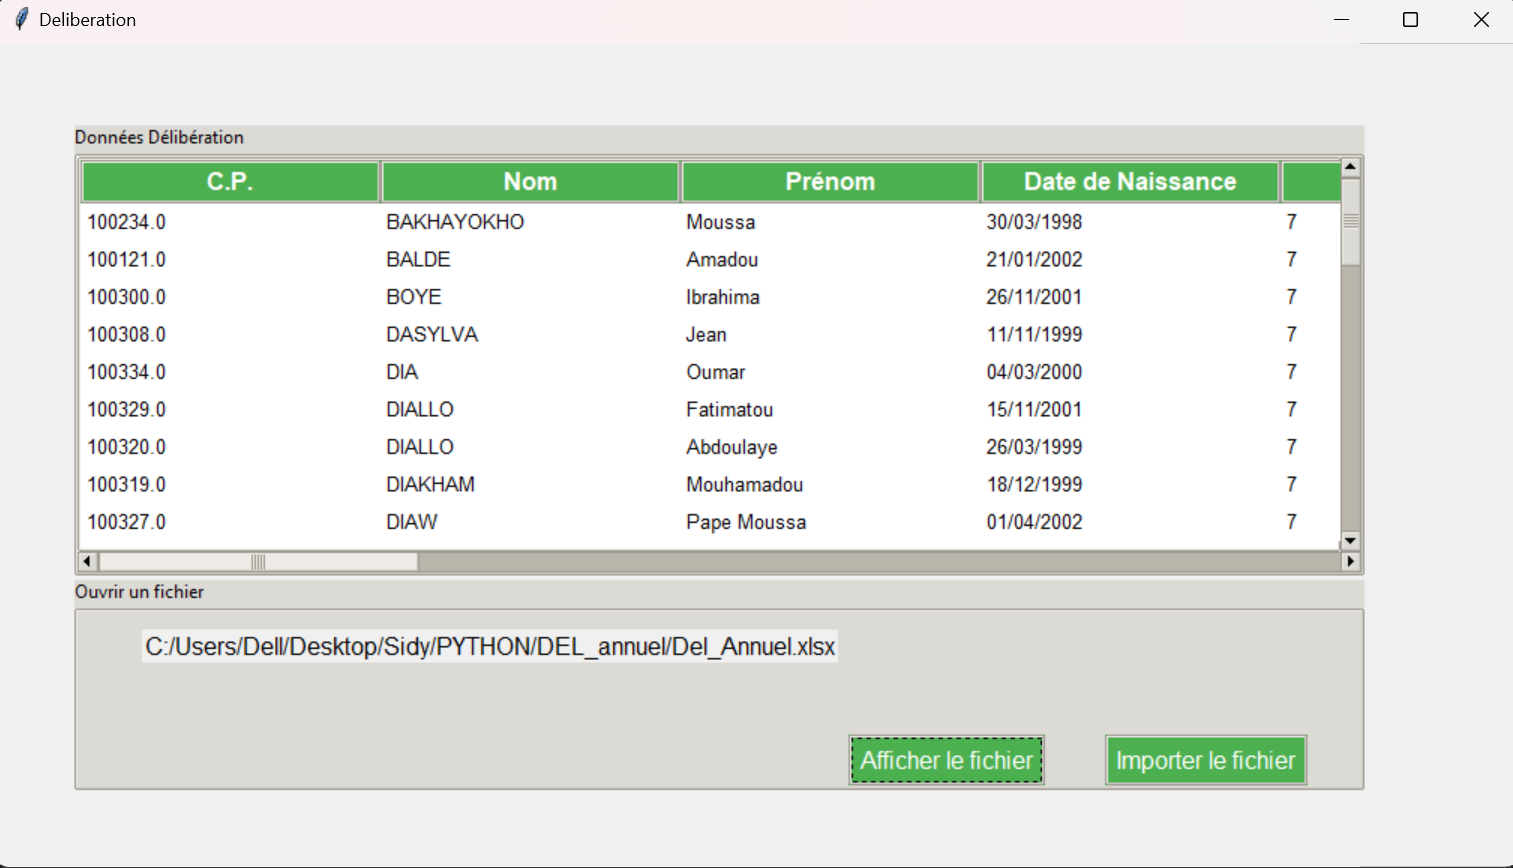 Deliberation
Données Délibération
C.P. Nom Prénom Date de Naissance
100234.0 BAKHAYOKHO Moussa 30/03/1998 7
100121.0 BALDE Amadou 21/01/2002 7
100300.0 BOYE Ibrahima 26/11/2001 7
100308.0 DASYLVA Jean 11/11/1999 7
100334.0 DIA Oumar 04/03/2000 7
100329.0 DIALLO Fatimatou 15/11/2001 7
100320.0 DIALLO Abdoulaye 26/03/1999 7
100319.0 DIAKHAM Mouhamadou 18/12/1999 7
100327.0 DIAW Pape Moussa 01/04/2002 7
Ouvrir un fichier
C:/Users/Dell/Desktop/Sidy/PYTHON/DEL_annuel/Del_Annuel.xlsx
Afficher le fichier Importer le fichier